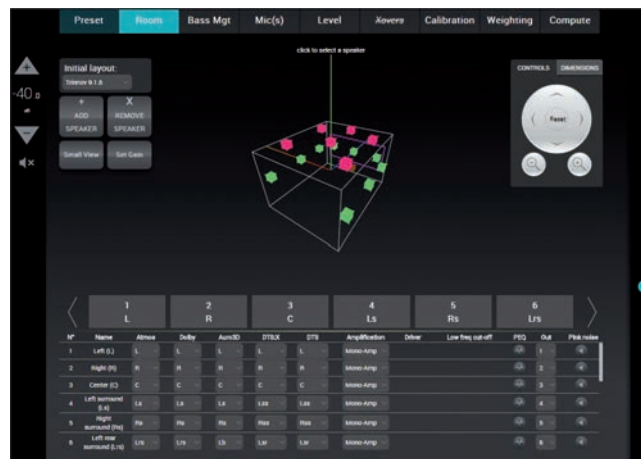 Preset Room Bass Mgt Mic(s) Level Xovers Calibration Weighting Compute
click to select a speaker
Initial layout:
Trinnov 9.1.6
CONTROLS DIMENSIONS
-40.0
+ X
ADD REMOVE
SPEAKER SPEAKER
Reset
Small View Set Gain
1 2 3 4 5 6
L R C Ls Rs Lrs
N° Name Atmos Dolby Auro3D DTS:X DTS Amplification Driver Low freq cut-off PEQ Out Pink noise
1 Left (L) L L L L L Mono-Amp 1
2 Right (R) R R R R R Mono-Amp 2
3 Center (C) C C C C C Mono-Amp 3
4 Left surround (Ls) Ls Ls Ls Lss Lss Mono-Amp 4
5 Right surround (Rs) Rs Rs Rs Rss Rss Mono-Amp 5
6 Left rear surround (Lrs) Lrs Lrs Lb Lsr Lsr Mono-Amp 6